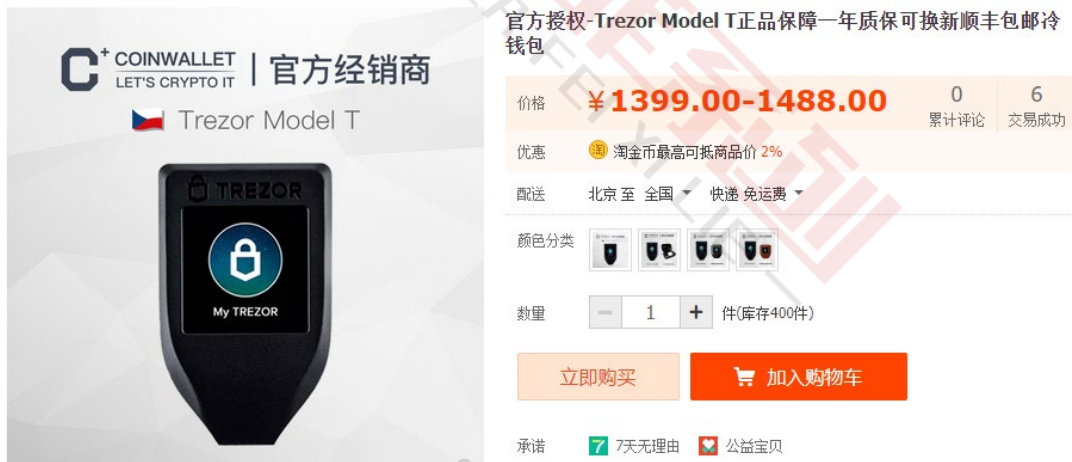 官方授权-Trezor Model T正品保障一年质保可换新顺丰包邮冷
钱包
C+ COINWALLET
LET'S CRYPTO IT
官方经销商
Trezor Model T
TREZOR
My TREZOR
价格
¥1399.00-1488.00
0
累计评论
6
交易成功
优惠
淘 淘金币最高可抵商品价 2%
配送
北京 至 全国 快递 免运费
颜色分类
数量
− 1 + 件(库存400件)
立即购买
加入购物车
承诺
7 7天无理由
公益宝贝